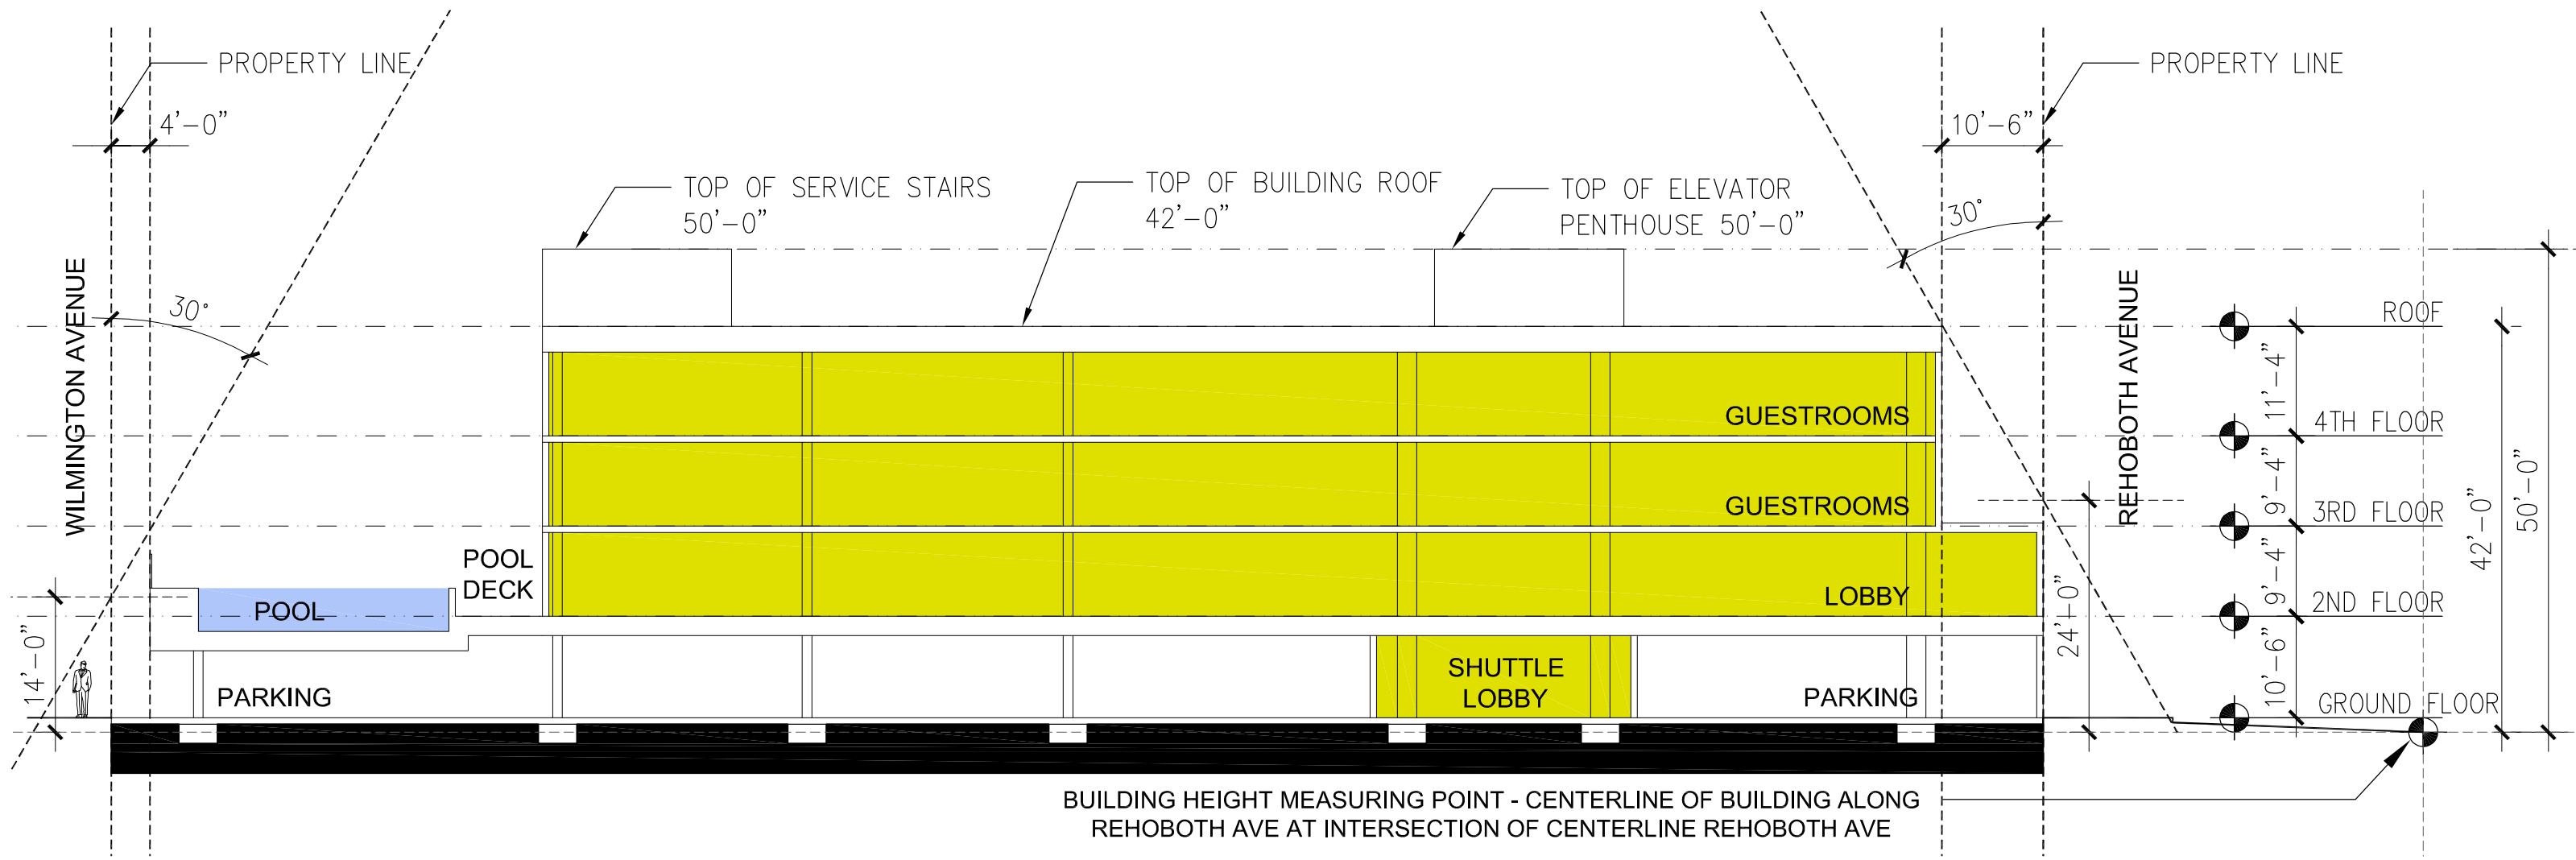 PROPERTY LINE
PROPERTY LINE
4'-0"
10'-6"
TOP OF SERVICE STAIRS
50'-0"
TOP OF BUILDING ROOF
42'-0"
TOP OF ELEVATOR
PENTHOUSE 50'-0"
30°
30°
WILMINGTON AVENUE
REHOBOTH AVENUE
ROOF
11'-4"
GUESTROOMS
4TH FLOOR
9'-4"
GUESTROOMS
3RD FLOOR
42'-0"
50'-0"
POOL
DECK
POOL
LOBBY
9'-4"
2ND FLOOR
24'-0"
14'-0"
PARKING
SHUTTLE
LOBBY
PARKING
10'-6"
GROUND FLOOR
BUILDING HEIGHT MEASURING POINT - CENTERLINE OF BUILDING ALONG
REHOBOTH AVE AT INTERSECTION OF CENTERLINE REHOBOTH AVE